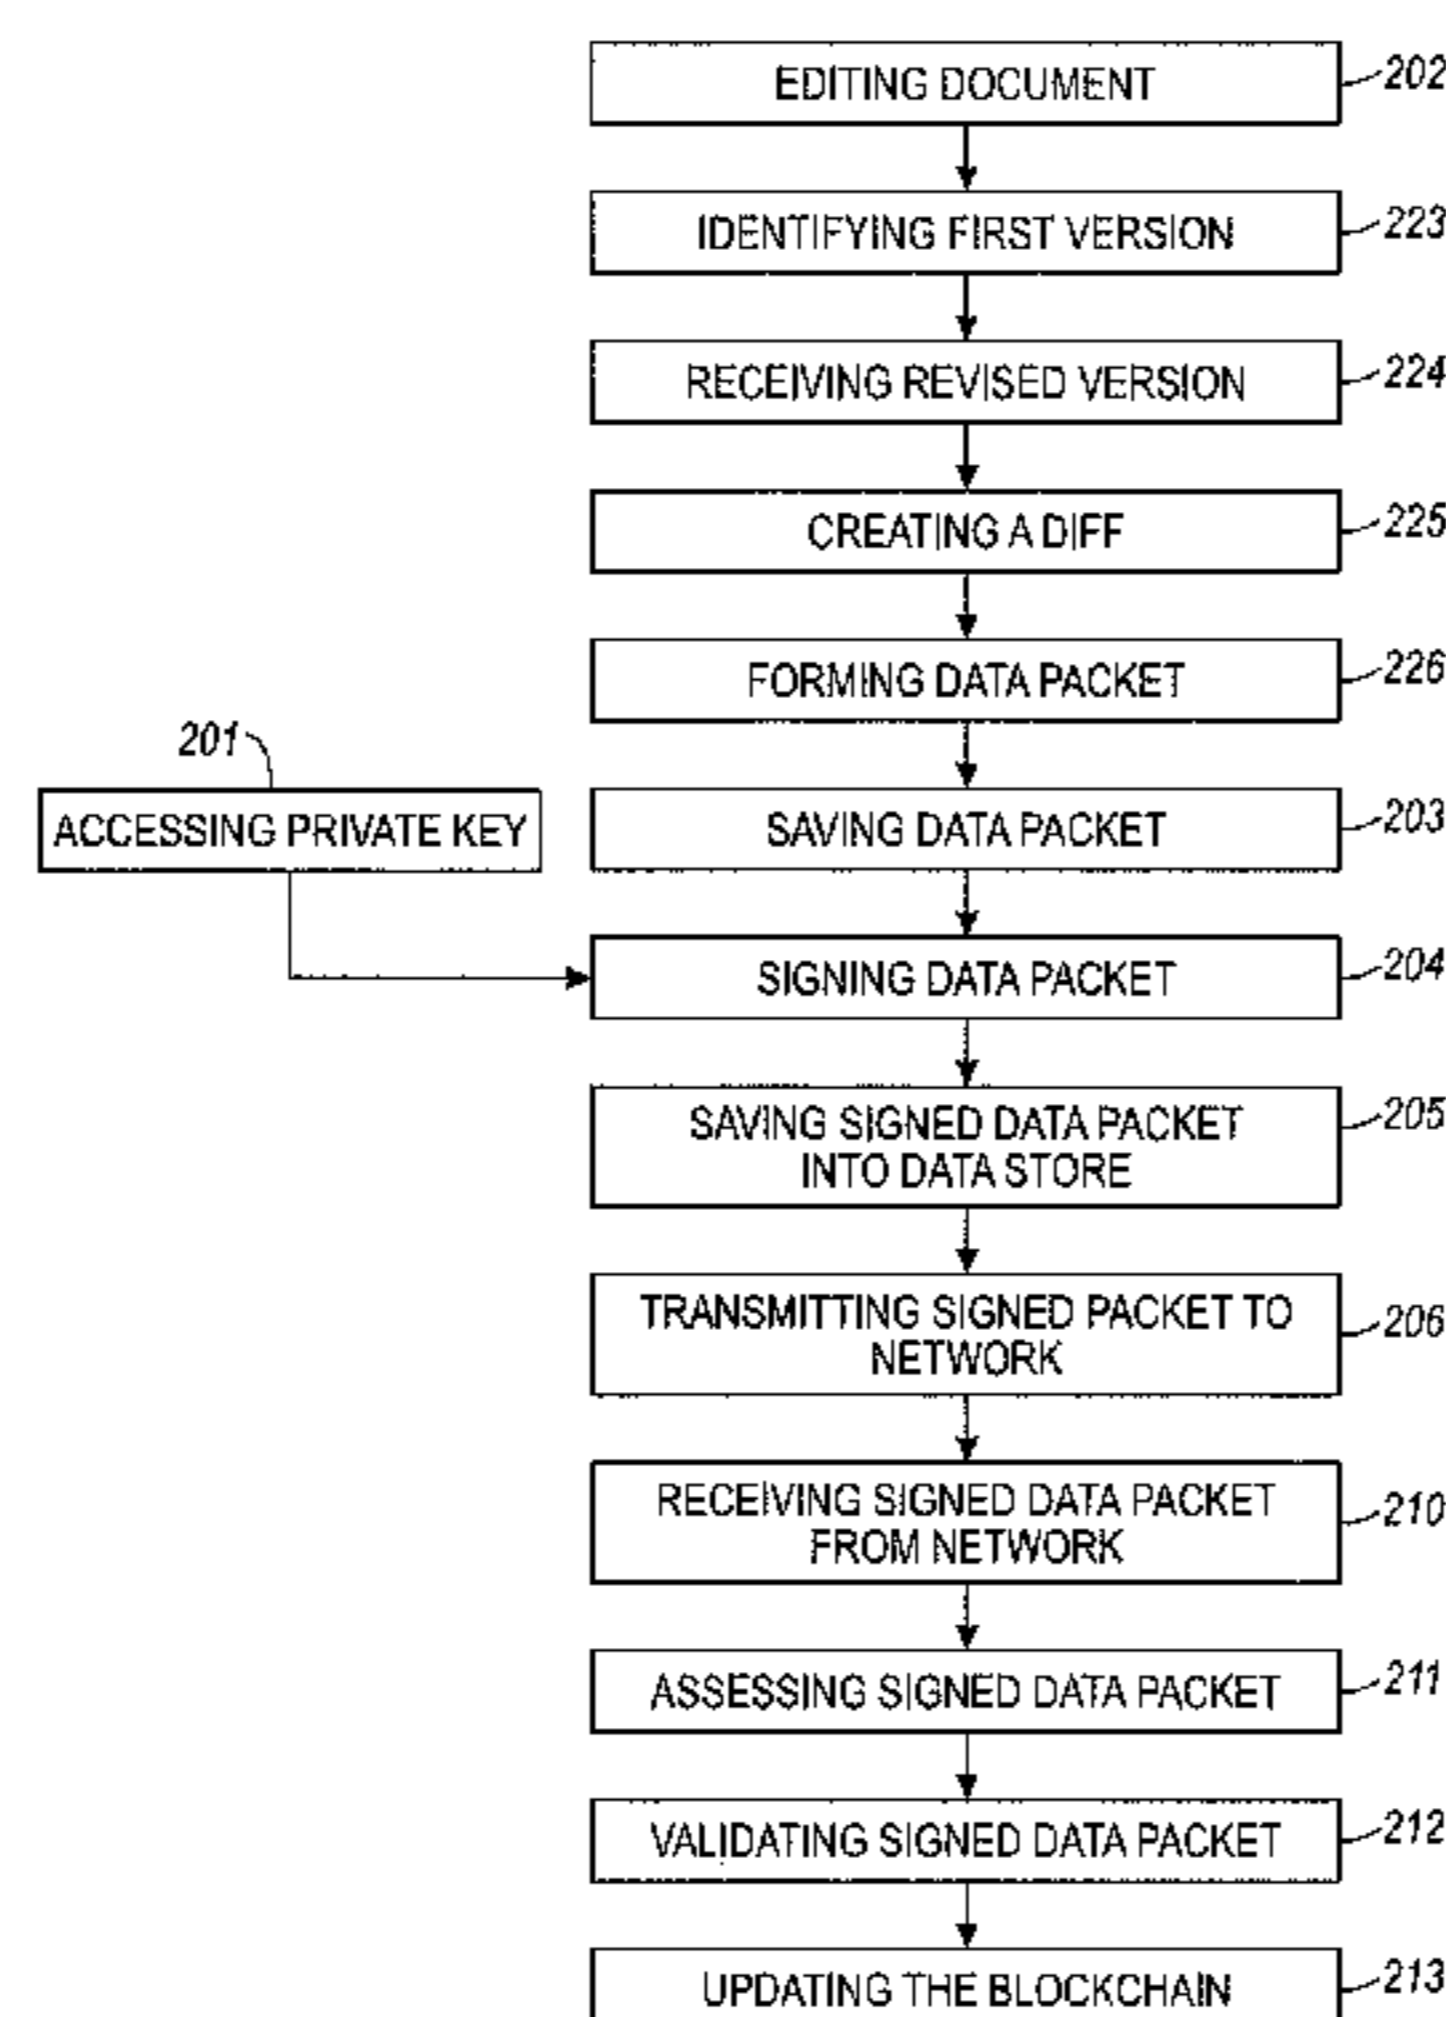 EDITING DOCUMENT
202
IDENTIFYING FIRST VERSION
223
RECEIVING REVISED VERSION
224
CREATING A DIFF
225
FORMING DATA PACKET
226
201
ACCESSING PRIVATE KEY
SAVING DATA PACKET
203
SIGNING DATA PACKET
204
SAVING SIGNED DATA PACKET
INTO DATA STORE
205
TRANSMITTING SIGNED PACKET TO
NETWORK
206
RECEIVING SIGNED DATA PACKET
FROM NETWORK
210
ASSESSING SIGNED DATA PACKET
211
VALIDATING SIGNED DATA PACKET
212
UPDATING THE BLOCKCHAIN
213